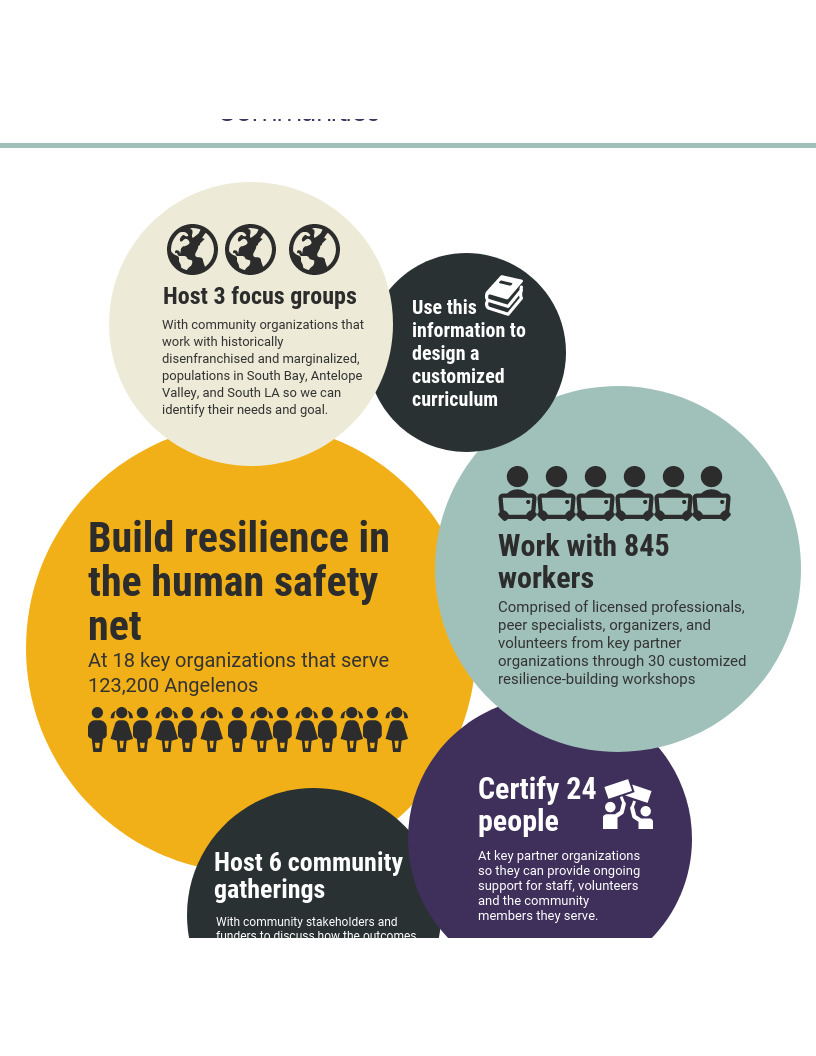 Host 3 focus groups
With community organizations that
work with historically
disenfranchised and marginalized,
populations in South Bay, Antelope
Valley, and South LA so we can
identify their needs and goal.
Use this
information to
design a
customized
curriculum
Build resilience in
the human safety
net
At 18 key organizations that serve
123,200 Angelenos
Work with 845
workers
Comprised of licensed professionals,
peer specialists, organizers, and
volunteers from key partner
organizations through 30 customized
resilience-building workshops
Certify 24
people
At key partner organizations
so they can provide ongoing
support for staff, volunteers
and the community
members they serve.
Host 6 community
gatherings
With community stakeholders and
funders to discuss how the outcomes